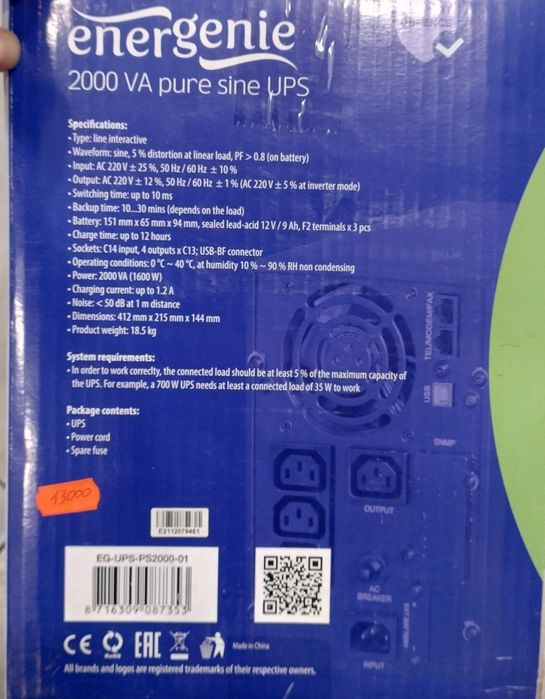 energenie
2000 VA pure sine UPS
Specifications:
• Type: line interactive
• Waveform: sine, 5 % distortion at linear load, PF > 0.8 (on battery)
• Input: AC 220 V ± 25 %, 50 Hz / 60 Hz ± 10 %
• Output: AC 220 V ± 12 %, 50 Hz / 60 Hz ± 1 % (AC 220 V ± 5 % at inverter mode)
• Switching time: up to 10 ms
• Backup time: 10...30 mins (depends on the load)
• Battery: 151 mm x 65 mm x 94 mm, sealed lead-acid 12 V / 9 Ah, F2 terminals x 3 pcs
• Charge time: up to 12 hours
• Sockets: C14 input, 4 outputs x C13; USB-BF connector
• Operating conditions: 0 °C ~ 40 °C, at humidity 10 % ~ 90 % RH non condensing
• Power: 2000 VA (1600 W)
• Charging current: up to 1.2 A
• Noise: < 50 dB at 1 m distance
• Dimensions: 412 mm x 215 mm x 144 mm
• Product weight: 18.5 kg
TEL/MODEM/FAX
USB
SNMP
System requirements:
• In order to work correclty, the connected load should be at least 5 % of the maximum capacity of
the UPS. For example, a 700 W UPS needs at least a connected load of 35 W to work
Package contents:
• UPS
• Power cord
• Spare fuse
13000
OUTPUT
E2112079451
EG-UPS-PS2000-01
8 716309 087353
AC
BREAKER
INPUT
CE
RoHS
EAC
Made in China
All brands and logos are registered trademarks of their respective owners.